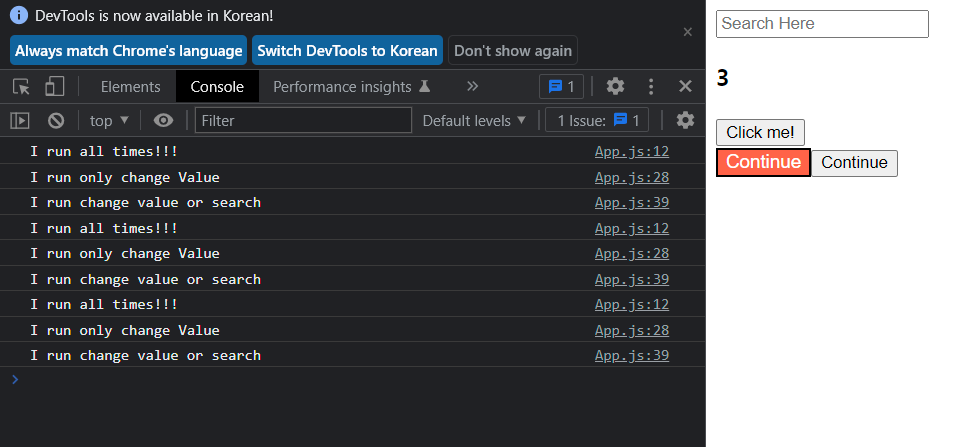 DevTools is now available in Korean!
Always match Chrome's language Switch DevTools to Korean Don't show again
Elements Console Performance insights 1
top Filter Default levels 1 Issue: 1
I run all times!!! App.js:12
I run only change Value App.js:28
I run change value or search App.js:39
I run all times!!! App.js:12
I run only change Value App.js:28
I run change value or search App.js:39
I run all times!!! App.js:12
I run only change Value App.js:28
I run change value or search App.js:39
Search Here
3
Click me!
Continue Continue